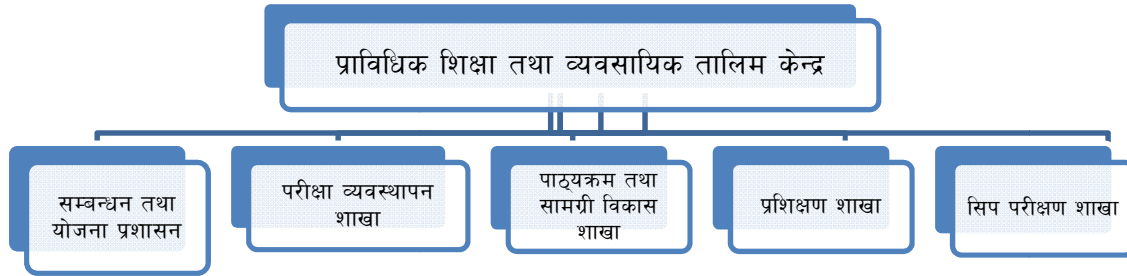 प्राविधिक शिक्षा तथा व्यवसायिक तालिम केन्द्र
सम्बन्धन तथा
योजना प्रशासन
परीक्षा व्यवस्थापन
शाखा
पाठ्यक्रम तथा
सामग्री विकास
शाखा
प्रशिक्षण शाखा
सिप परीक्षण शाखा